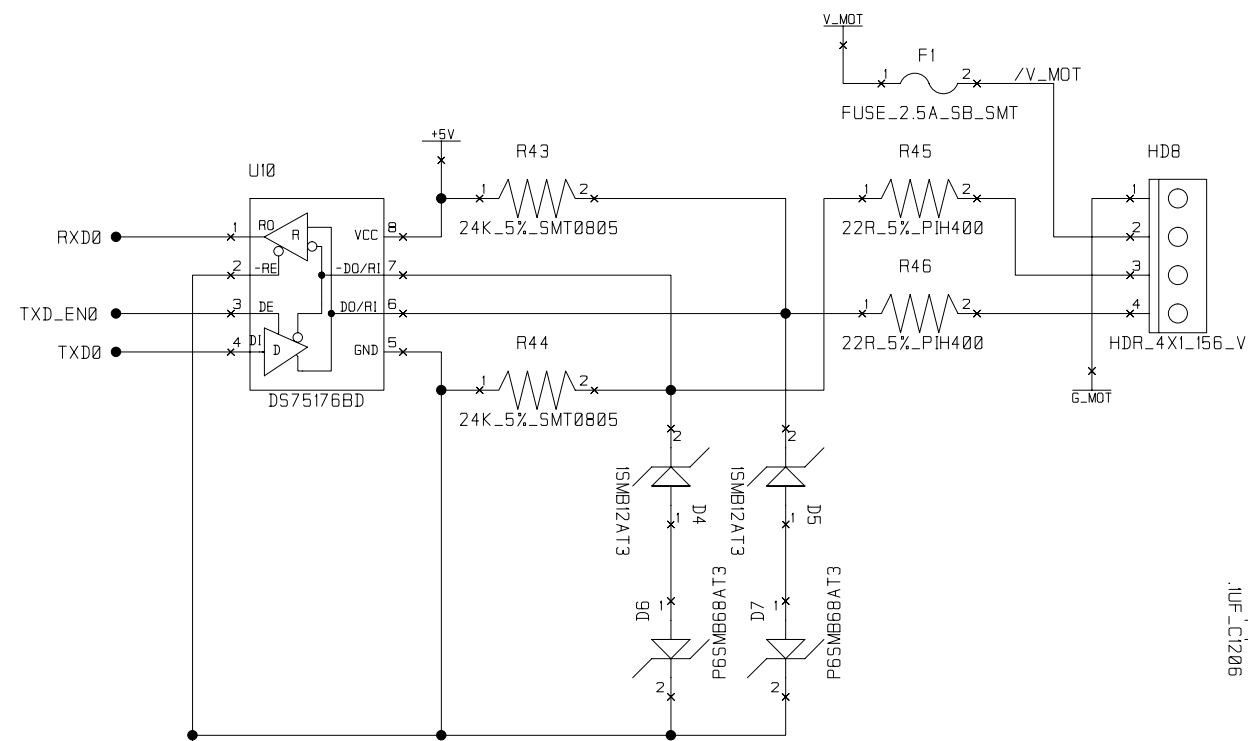 V_MOT
F1
1
2
/V_MOT
FUSE_2.5A_SB_SMT
+5V
U10
R43
1
2
24K_5%_SMT0805
R45
1
2
22R_5%_PIH400
HD8
1
2
3
4
HDR_4X1_156_V
G_MOT
R46
1
2
22R_5%_PIH400
RXD0
1
RO
R
VCC
8
2
-RE
-DO/RI
7
TXD_EN0
3
DE
DO/RI
6
TXD0
4
DI
D
GND
5
DS75176BD
R44
1
2
24K_5%_SMT0805
2
1SMB12AT3
D4
1
2
1SMB12AT3
D5
1
D6
1
P6SMB68AT3
2
D7
1
P6SMB68AT3
2
.1UF_C1206